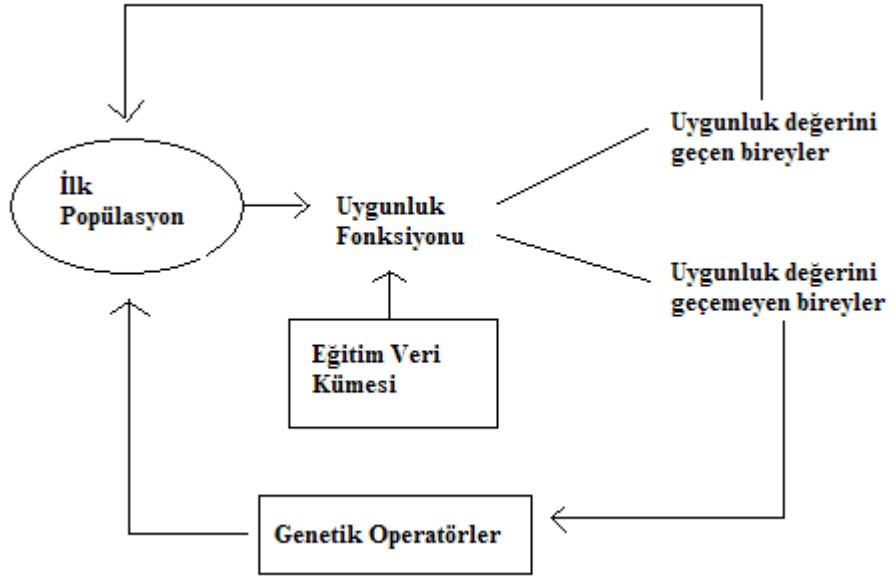 Uygunluk değerini
geçen bireyler
İlk
Popülasyon
Uygunluk
Fonksiyonu
Uygunluk değerini
geçemeyen bireyler
Eğitim Veri
Kümesi
Genetik Operatörler